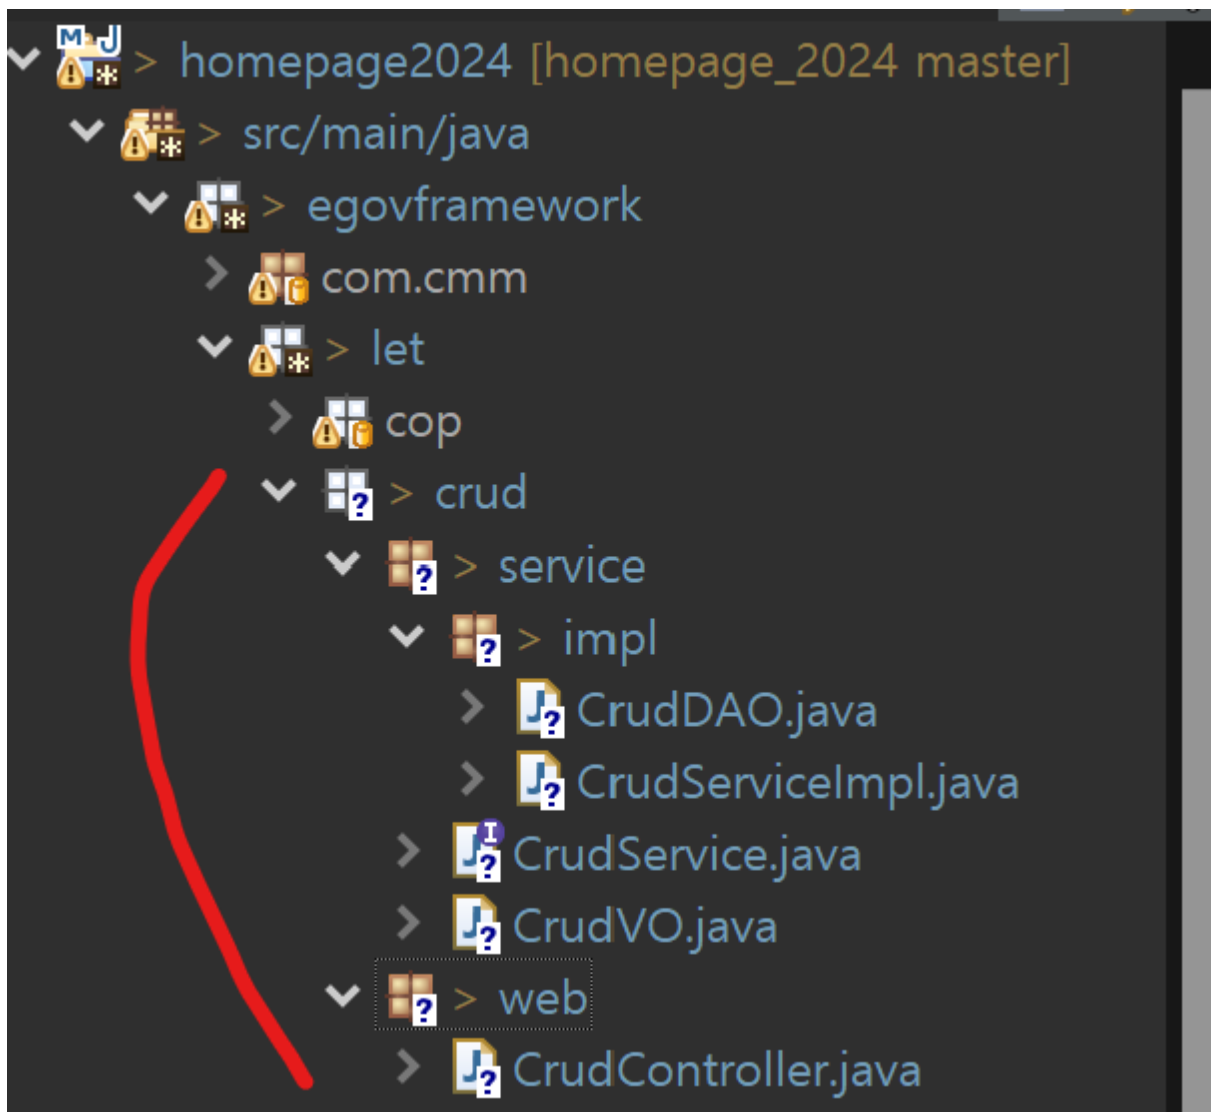 > homepage2024 [homepage_2024 master]
> src/main/java
> egovframework
com.cmm
> let
cop
> crud
> service
> impl
CrudDAO.java
CrudServiceImpl.java
CrudService.java
CrudVO.java
> web
CrudController.java